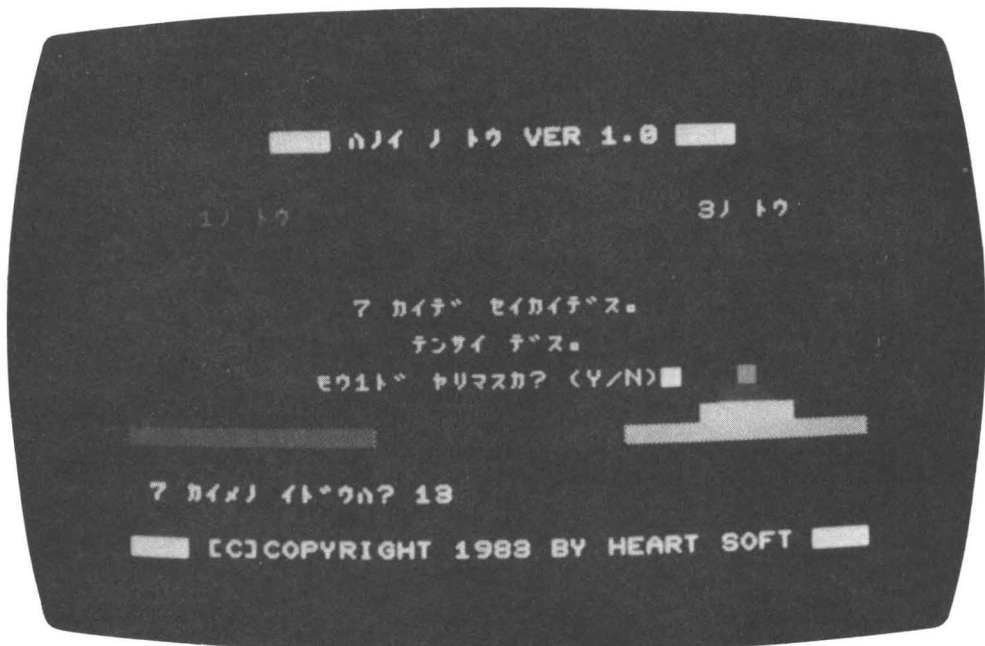 ハノイ ノ トウ VER 1.0
1ノ トウ 3ノ トウ
7 カイデ セイカイデス。
テンサイ デス。
モウ1ド ヤリマスカ? (Y/N)
7 カイメノ イドウハ? 13
[C]COPYRIGHT 1983 BY HEART SOFT